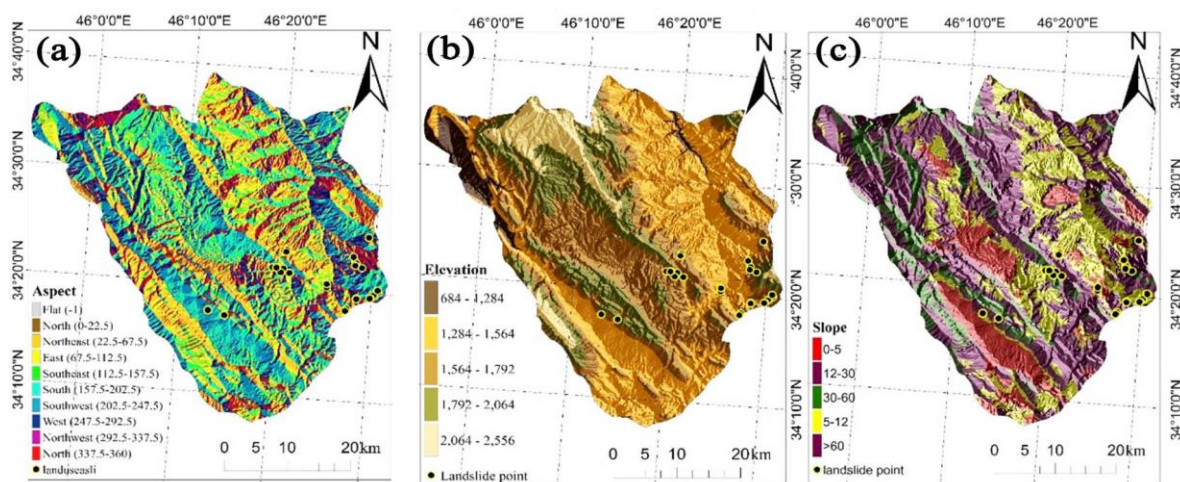 46°0'0"E 46°10'0"E 46°20'0"E
(a)
N
34°40'0"N
34°30'0"N
34°20'0"N
34°10'0"N
Aspect
Flat (-1)
North (0-22.5)
Northeast (22.5-67.5)
East (67.5-112.5)
Southeast (112.5-157.5)
South (157.5-202.5)
Southwest (202.5-247.5)
West (247.5-292.5)
Northwest (292.5-337.5)
North (337.5-360)
landuseasli
0 5 10 20km
46°0'0"E 46°10'0"E 46°20'0"E
(b)
N
34°30'0"N
34°20'0"N
34°10'0"N
Elevation
684 - 1,284
1,284 - 1,564
1,564 - 1,792
1,792 - 2,064
2,064 - 2,556
Landslide point
0 5 10 20km
46°0'0"E 46°10'0"E 46°20'0"E
(c)
N
34°40'0"N
34°30'0"N
34°20'0"N
34°10'0"N
Slope
0-5
12-30
30-60
5-12
>60
landslide point
0 5 10 20km